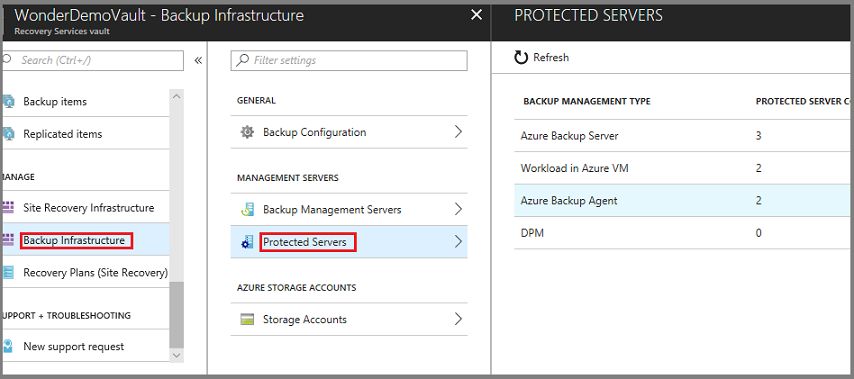 WonderDemoVault - Backup Infrastructure
Recovery Services vault
Search (Ctrl+/)
Backup items
Replicated items
MANAGE
Site Recovery Infrastructure
Backup Infrastructure
Recovery Plans (Site Recovery)
SUPPORT + TROUBLESHOOTING
New support request
Filter settings
GENERAL
Backup Configuration
MANAGEMENT SERVERS
Backup Management Servers
Protected Servers
AZURE STORAGE ACCOUNTS
Storage Accounts
PROTECTED SERVERS
Refresh
BACKUP MANAGEMENT TYPE PROTECTED SERVER
Azure Backup Server 3
Workload in Azure VM 2
Azure Backup Agent 2
DPM 0